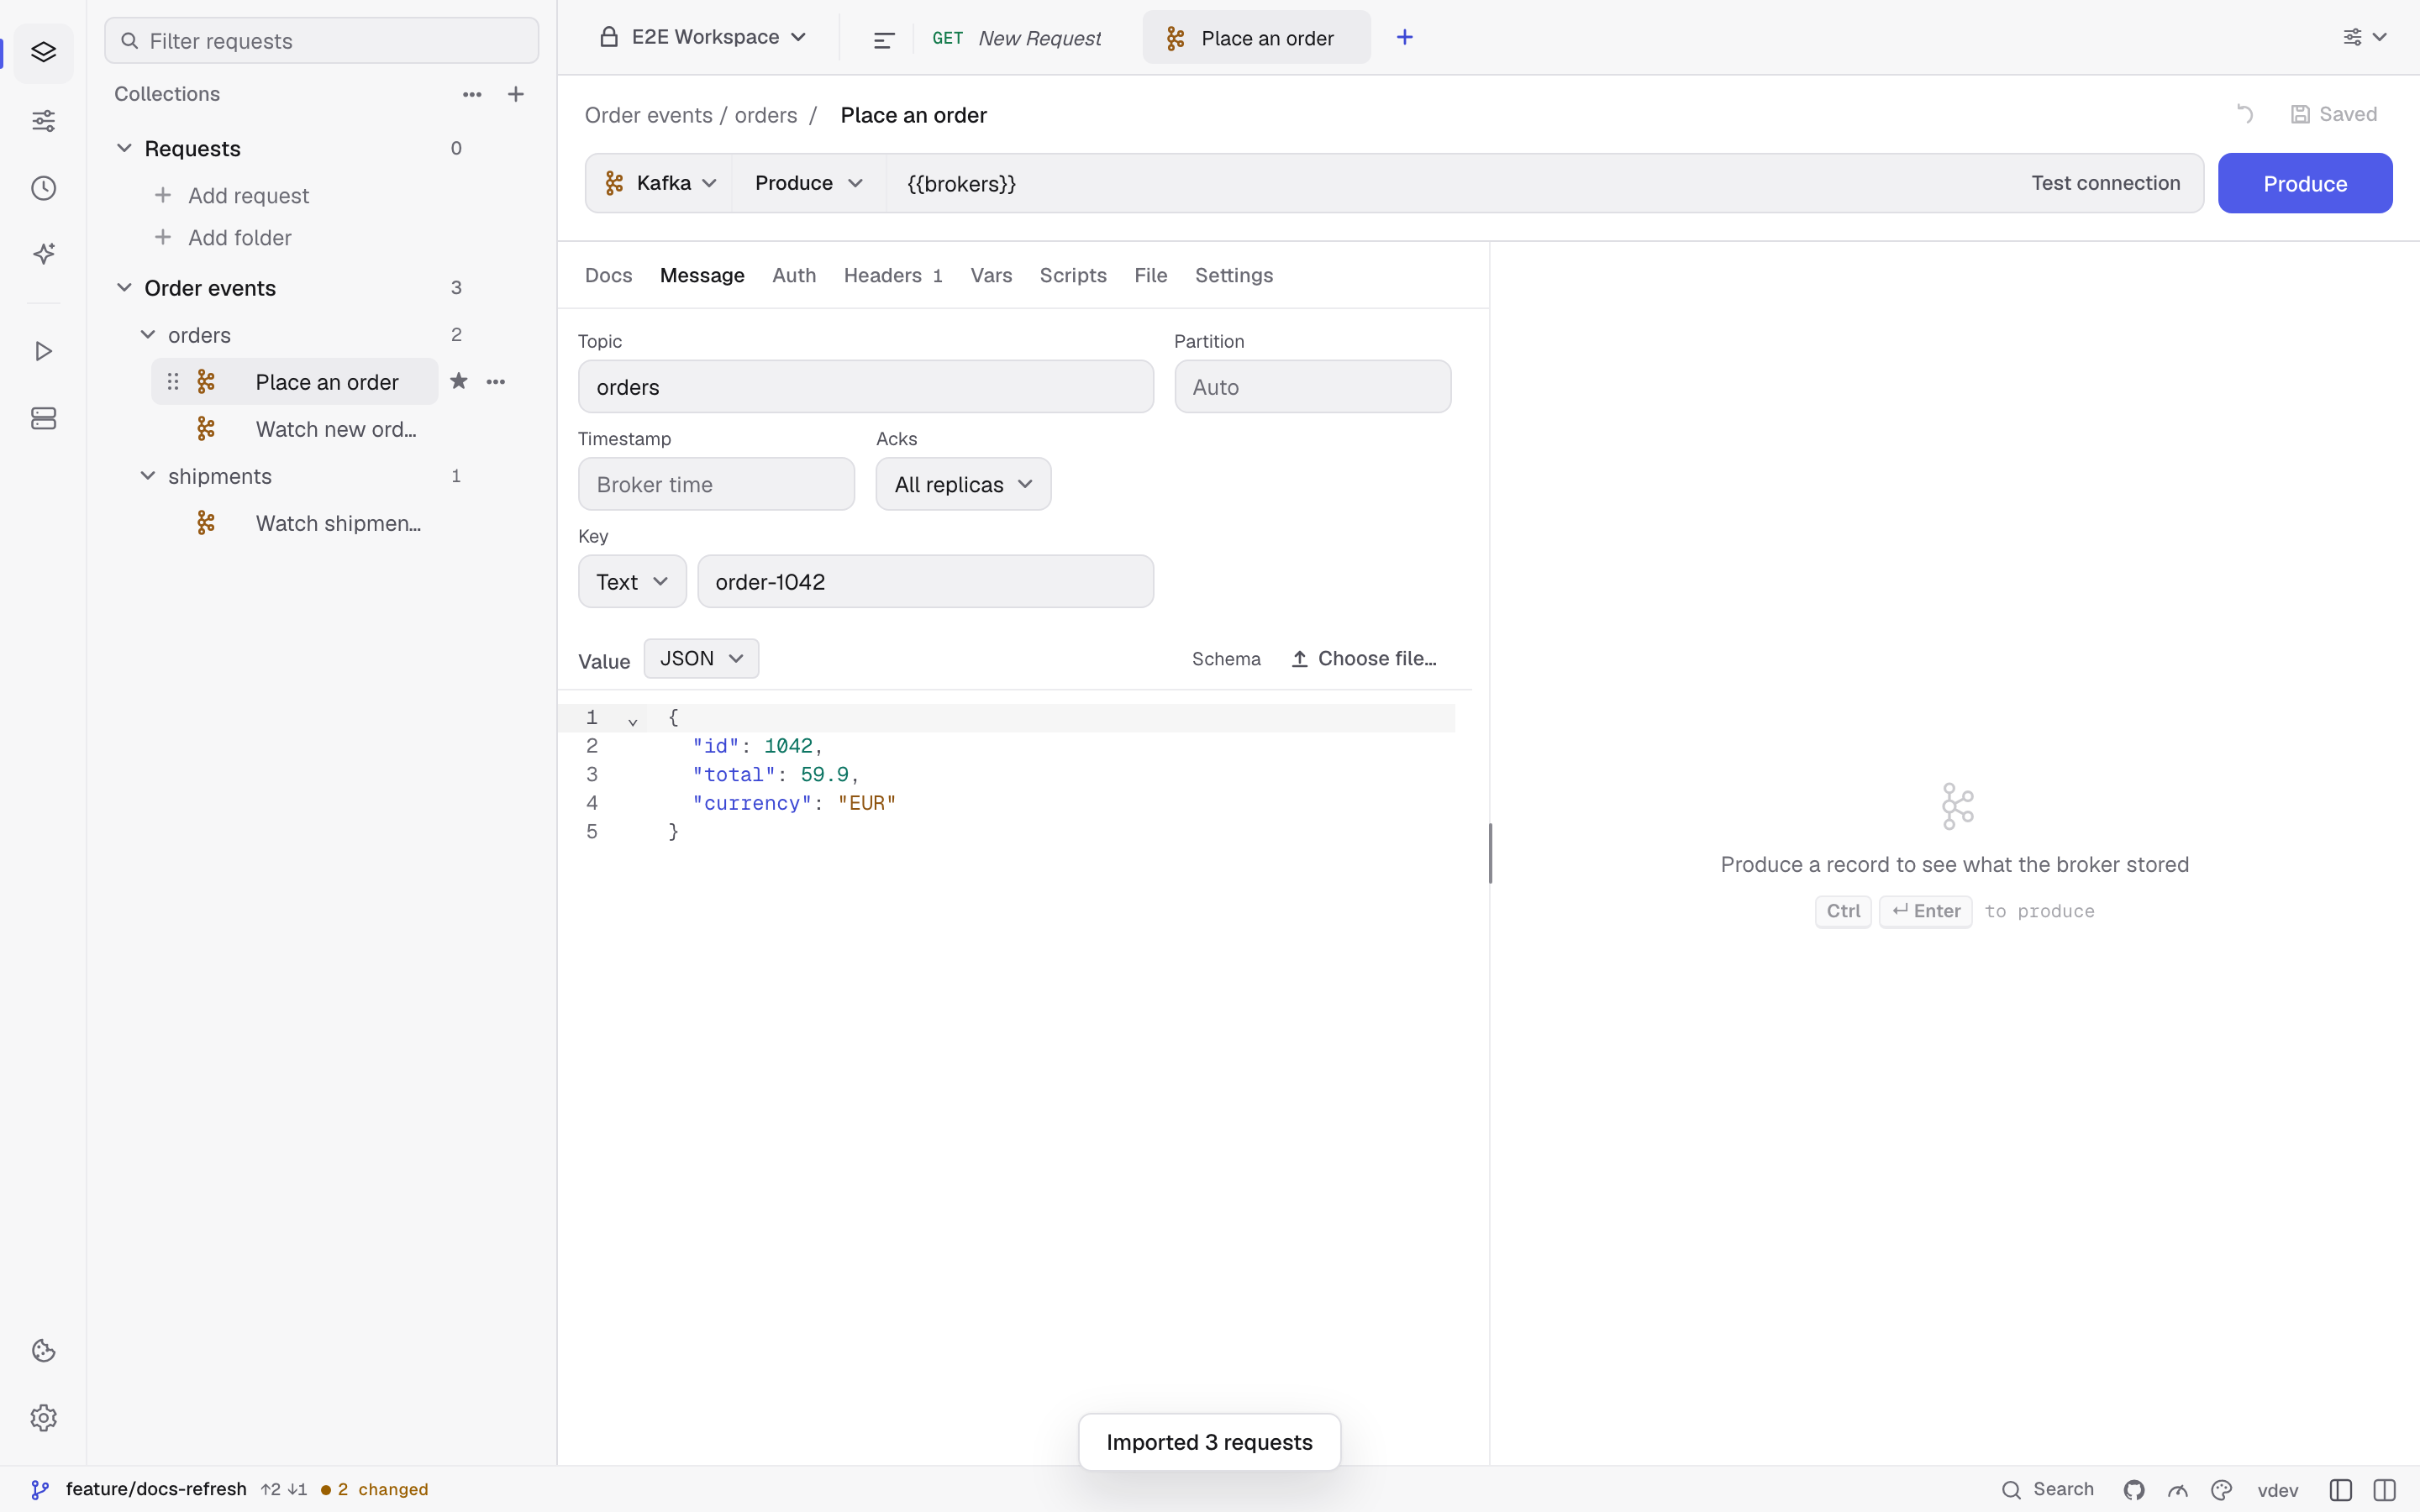 Filter requests
Collections
Requests 0
Add request
Add folder
Order events 3
orders 2
Place an order
Watch new ord...
shipments 1
Watch shipmen...
E2E Workspace
GET New Request
Place an order
Order events / orders / Place an order
Saved
Kafka
Produce
{{brokers}}
Test connection
Produce
Docs Message Auth Headers 1 Vars Scripts File Settings
Topic
Partition
orders
Auto
Timestamp
Acks
Broker time
All replicas
Key
Text
order-1042
Value
JSON
Schema
Choose file...
1 {
2 "id": 1042,
3 "total": 59.9,
4 "currency": "EUR"
5 }
Produce a record to see what the broker stored
Ctrl ↵ Enter to produce
Imported 3 requests
feature/docs-refresh ↑2 ↓1 2 changed
Search
vdev